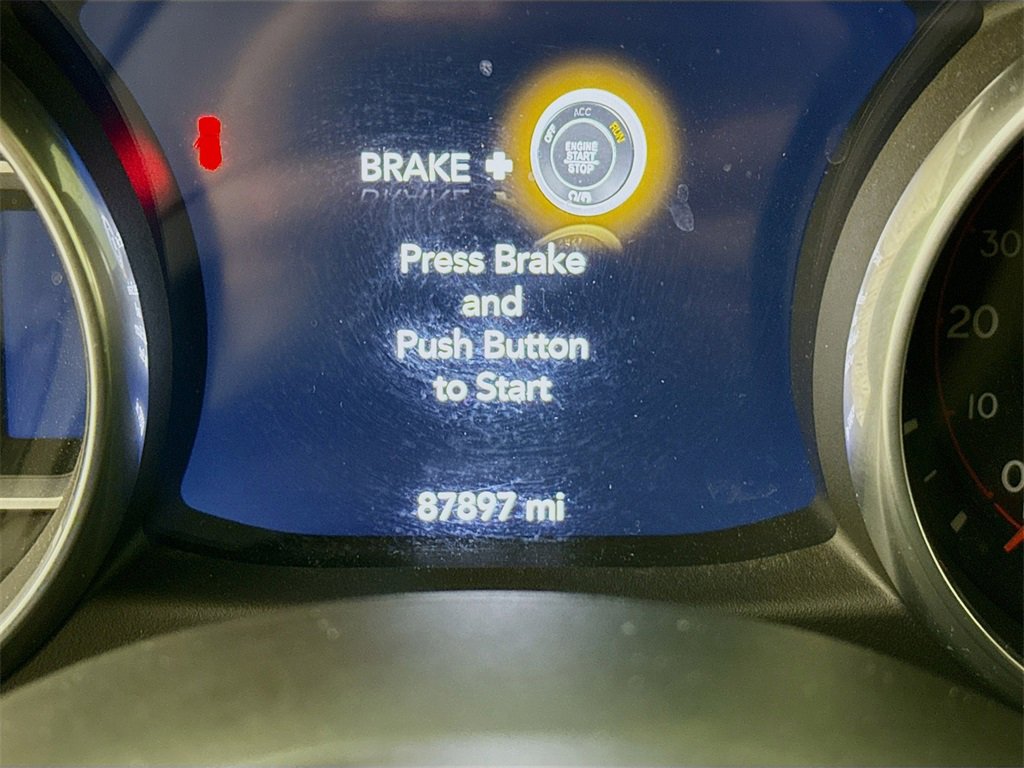 ACC
OFF
RUN
ENGINE
START
STOP
BRAKE +
Press Brake
and
Push Button
to Start
87897 mi
30
20
10
0